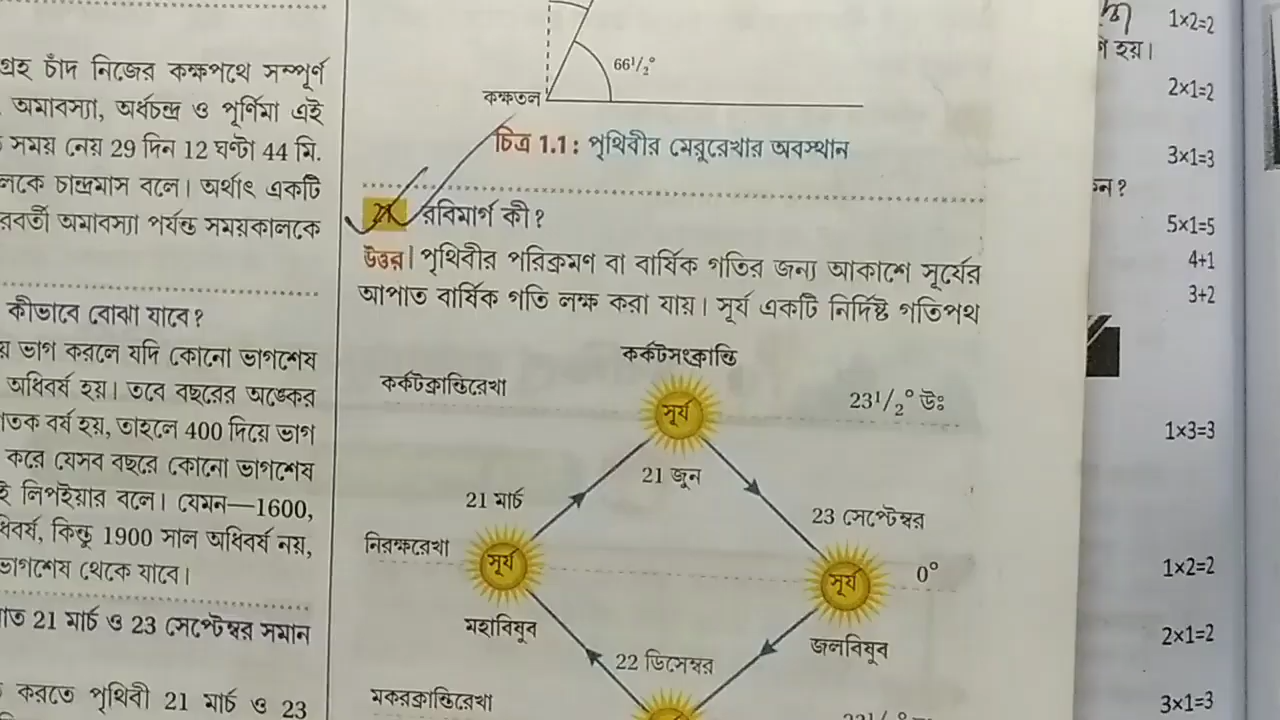 গ্রহ চাঁদ নিজের কক্ষপথে সম্পূর্ণ
অমাবস্যা, অর্ধচন্দ্র ও পূর্ণিমা এই
সময় নেয় 29 দিন 12 ঘণ্টা 44 মি.
লকে চান্দ্রমাস বলে। অর্থাৎ একটি
রবর্তী অমাবস্যা পর্যন্ত সময়কালকে
কীভাবে বোঝা যাবে?
য় ভাগ করলে যদি কোনো ভাগশেষ
অধিবর্ষ হয়। তবে বছরের অঙ্কের
তাতক বর্ষ হয়, তাহলে 400 দিয়ে ভাগ
করে যেসব বছরে কোনো ভাগশেষ
ই লিপইয়ার বলে। যেমন—1600,
ধিবর্ষ, কিন্তু 1900 সাল অধিবর্ষ নয়,
ভাগশেষ থেকে যাবে।
াত 21 মার্চ ও 23 সেপ্টেম্বর সমান
করতে পৃথিবী 21 মার্চ ও 23
66 1/2°
কক্ষতল
চিত্র 1.1 : পৃথিবীর মেরুরেখার অবস্থান
রবিমার্গ কী?
উত্তর। পৃথিবীর পরিক্রমণ বা বার্ষিক গতির জন্য আকাশে সূর্যের
আপাত বার্ষিক গতি লক্ষ করা যায়। সূর্য একটি নির্দিষ্ট গতিপথ
কর্কটসংক্রান্তি
কর্কটক্রান্তিরেখা
সূর্য
23 1/2° উঃ
21 জুন
21 মার্চ
23 সেপ্টেম্বর
নিরক্ষরেখা
সূর্য
সূর্য
0°
মহাবিষুব
জলবিষুব
22 ডিসেম্বর
মকরক্রান্তিরেখা
1×2=2
হয়।
2×1=2
3×1=3
কেন?
5×1=5
4+1
3+2
1×3=3
1×2=2
2×1=2
3×1=3